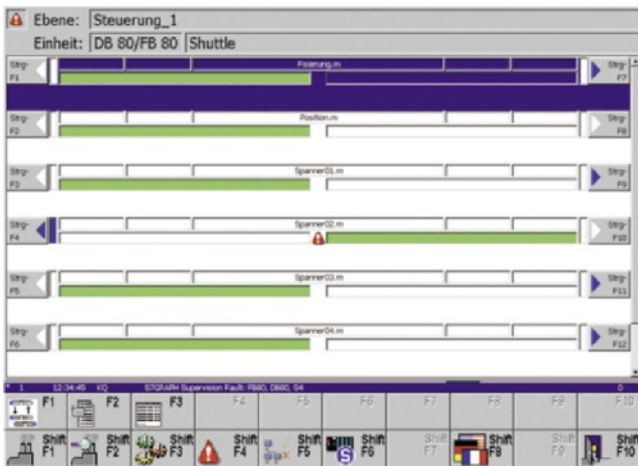 Ebene: Steuerung_1
Einheit: DB 80/FB 80 Shuttle
Strg- F1 Fixierung.m Strg- F7
Strg- F2 Position.m Strg- F8
Strg- F3 Spanner01.m Strg- F9
Strg- F4 Spanner02.m Strg- F10
Strg- F5 Spanner03.m Strg- F11
Strg- F6 Spanner04.m Strg- F12
* 1 12:34:45 KQ S7GRAPH Supervision Fault: FB80, DB80, S4 0
F1 F2 F3 F4 F5 F6 F7 F8 F9 F10
Shift F1 Shift F2 Shift F3 Shift F4 Shift F5 Shift F6 Shift F7 Shift F8 Shift F9 Shift F10